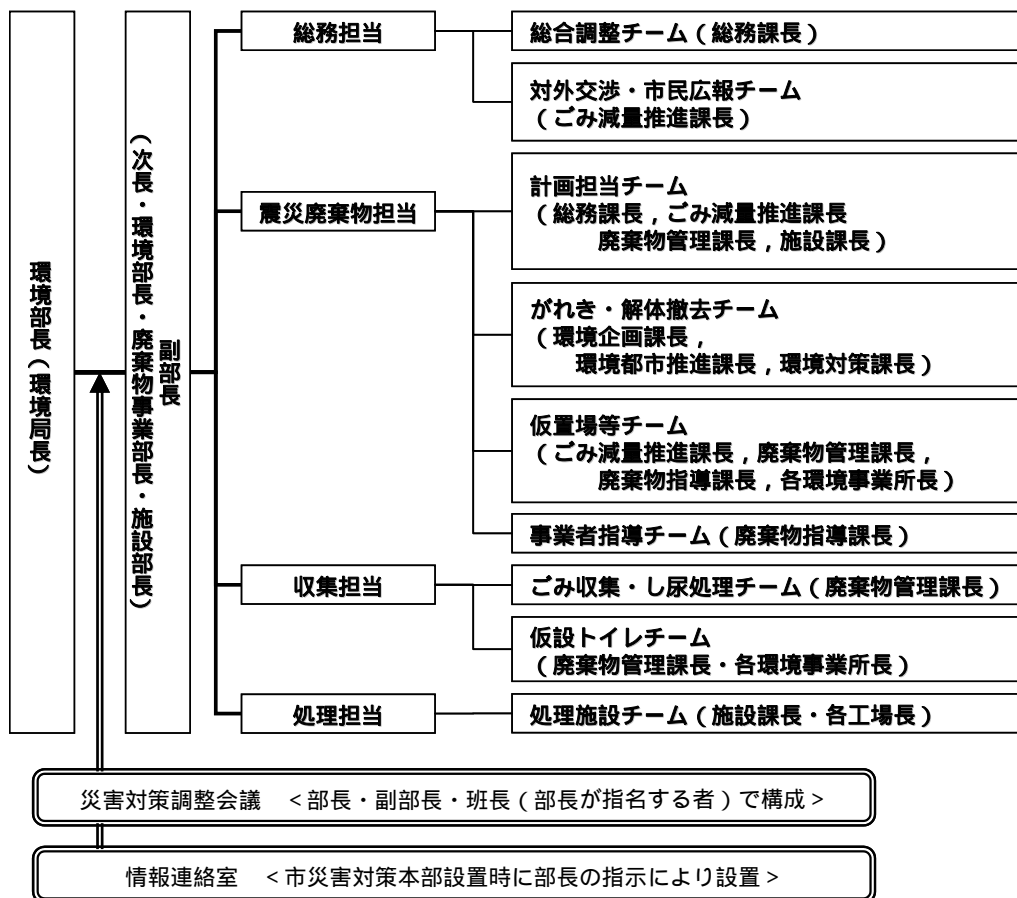 環境部長(環境局長)
副部長
(次長・環境部長・廃棄物事業部長・施設部長)
総務担当
総合調整チーム(総務課長)
対外交渉・市民広報チーム
(ごみ減量推進課長)
震災廃棄物担当
計画担当チーム
(総務課長,ごみ減量推進課長
廃棄物管理課長,施設課長)
がれき・解体撤去チーム
(環境企画課長,
環境都市推進課長,環境対策課長)
仮置場等チーム
(ごみ減量推進課長,廃棄物管理課長,
廃棄物指導課長,各環境事業所長)
事業者指導チーム(廃棄物指導課長)
収集担当
ごみ収集・し尿処理チーム(廃棄物管理課長)
仮設トイレチーム
(廃棄物管理課長・各環境事業所長)
処理担当
処理施設チーム(施設課長・各工場長)
災害対策調整会議 <部長・副部長・班長(部長が指名する者)で構成>
情報連絡室 <市災害対策本部設置時に部長の指示により設置>